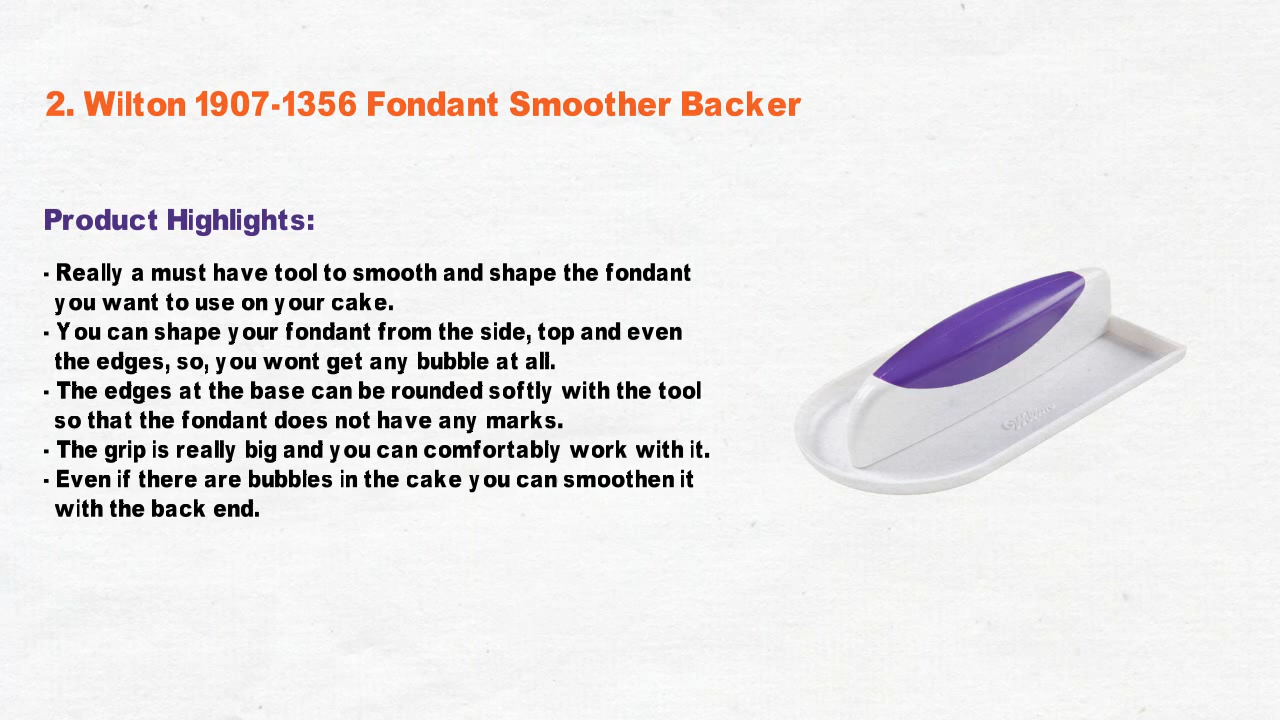 2. Wilton 1907-1356 Fondant Smoother Backer
Product Highlights:
- Really a must have tool to smooth and shape the fondant
you want to use on your cake.
- You can shape your fondant from the side, top and even
the edges, so, you wont get any bubble at all.
- The edges at the base can be rounded softly with the tool
so that the fondant does not have any marks.
- The grip is really big and you can comfortably work with it.
- Even if there are bubbles in the cake you can smoothen it
with the back end.
Wilton